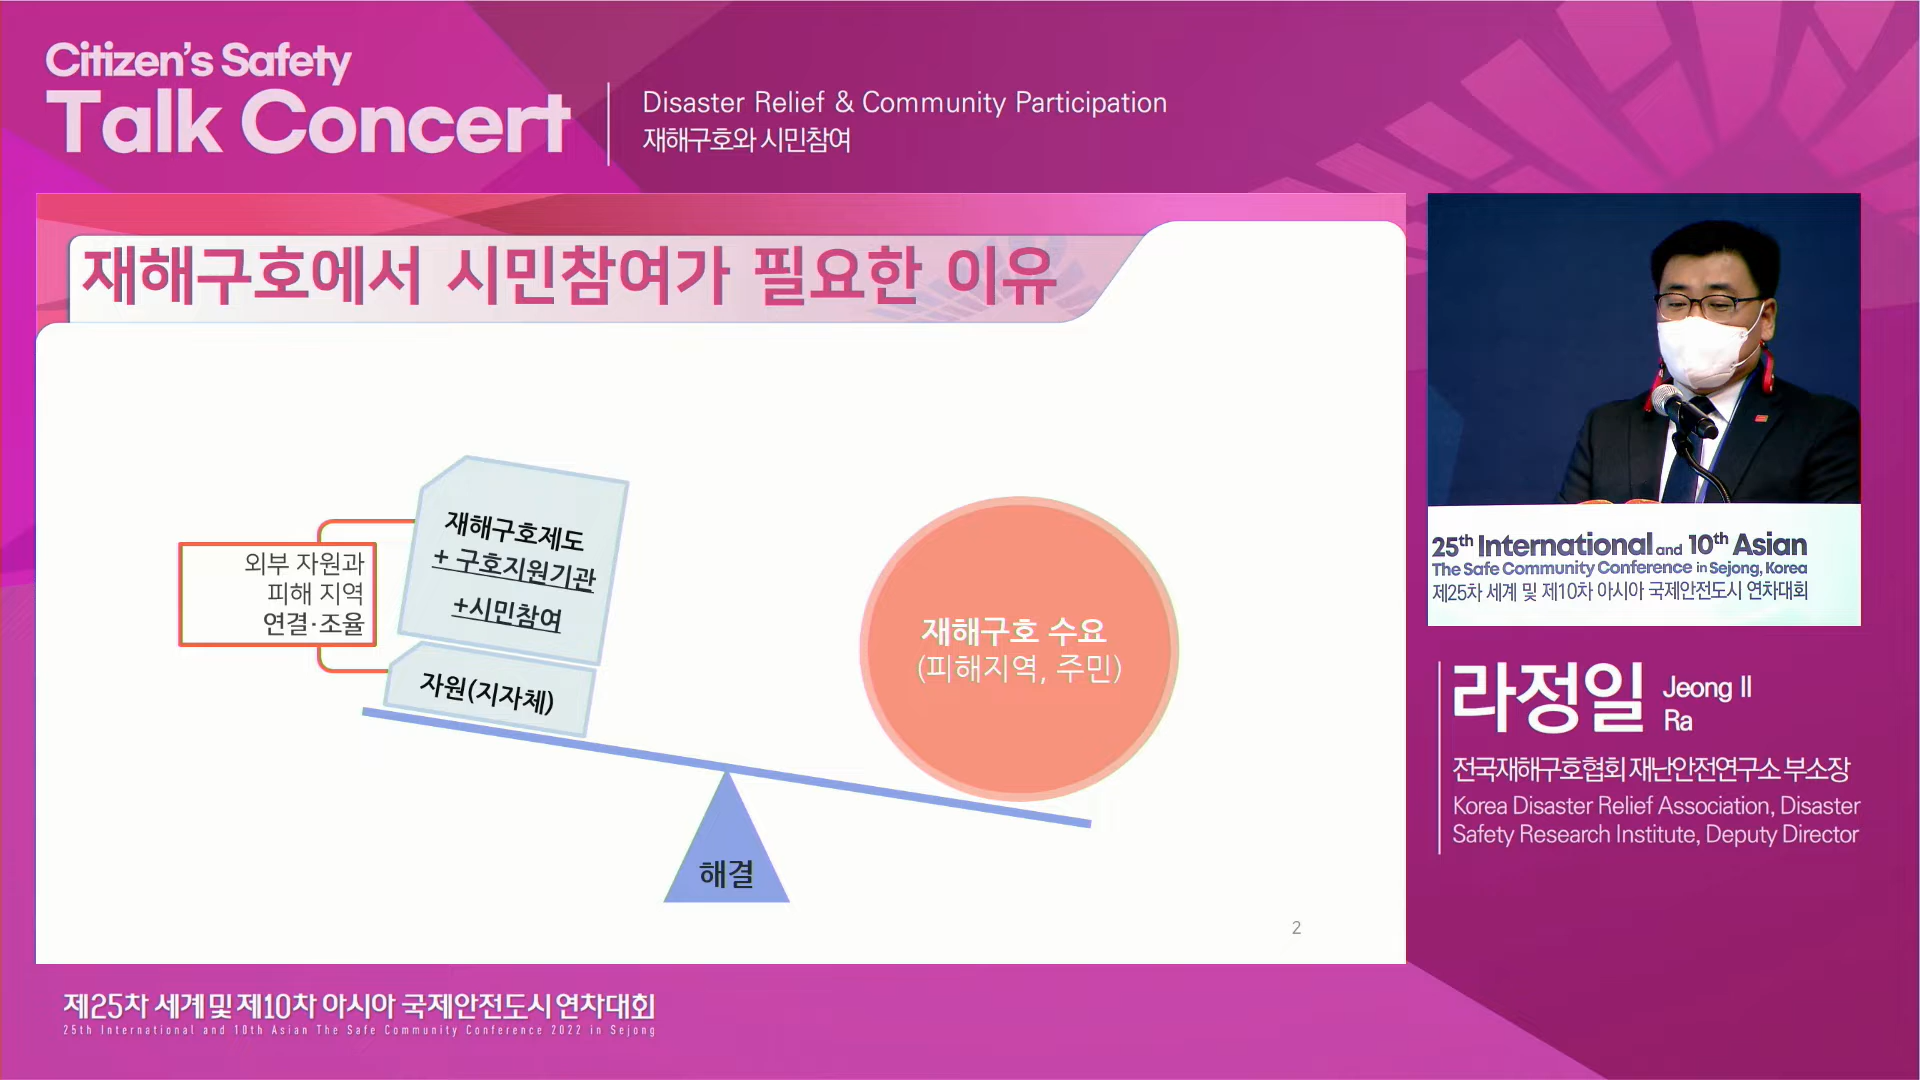 Citizen's Safety
Talk Concert
Disaster Relief & Community Participation
재해구호와 시민참여
재해구호에서 시민참여가 필요한 이유
재해구호제도
+ 구호지원기관
+시민참여
외부 자원과
피해 지역
연결·조율
자원(지자체)
재해구호 수요
(피해지역, 주민)
해결
2
25th International and 10th Asian
The Safe Community Conference in Sejong, Korea
제25차 세계 및 제10차 아시아 국제안전도시 연차대회
라정일
Jeong Il
Ra
전국재해구호협회 재난안전연구소 부소장
Korea Disaster Relief Association, Disaster
Safety Research Institute, Deputy Director
제25차 세계 및 제10차 아시아 국제안전도시 연차대회
25th International and 10th Asian The Safe Community Conference 2022 in Sejong